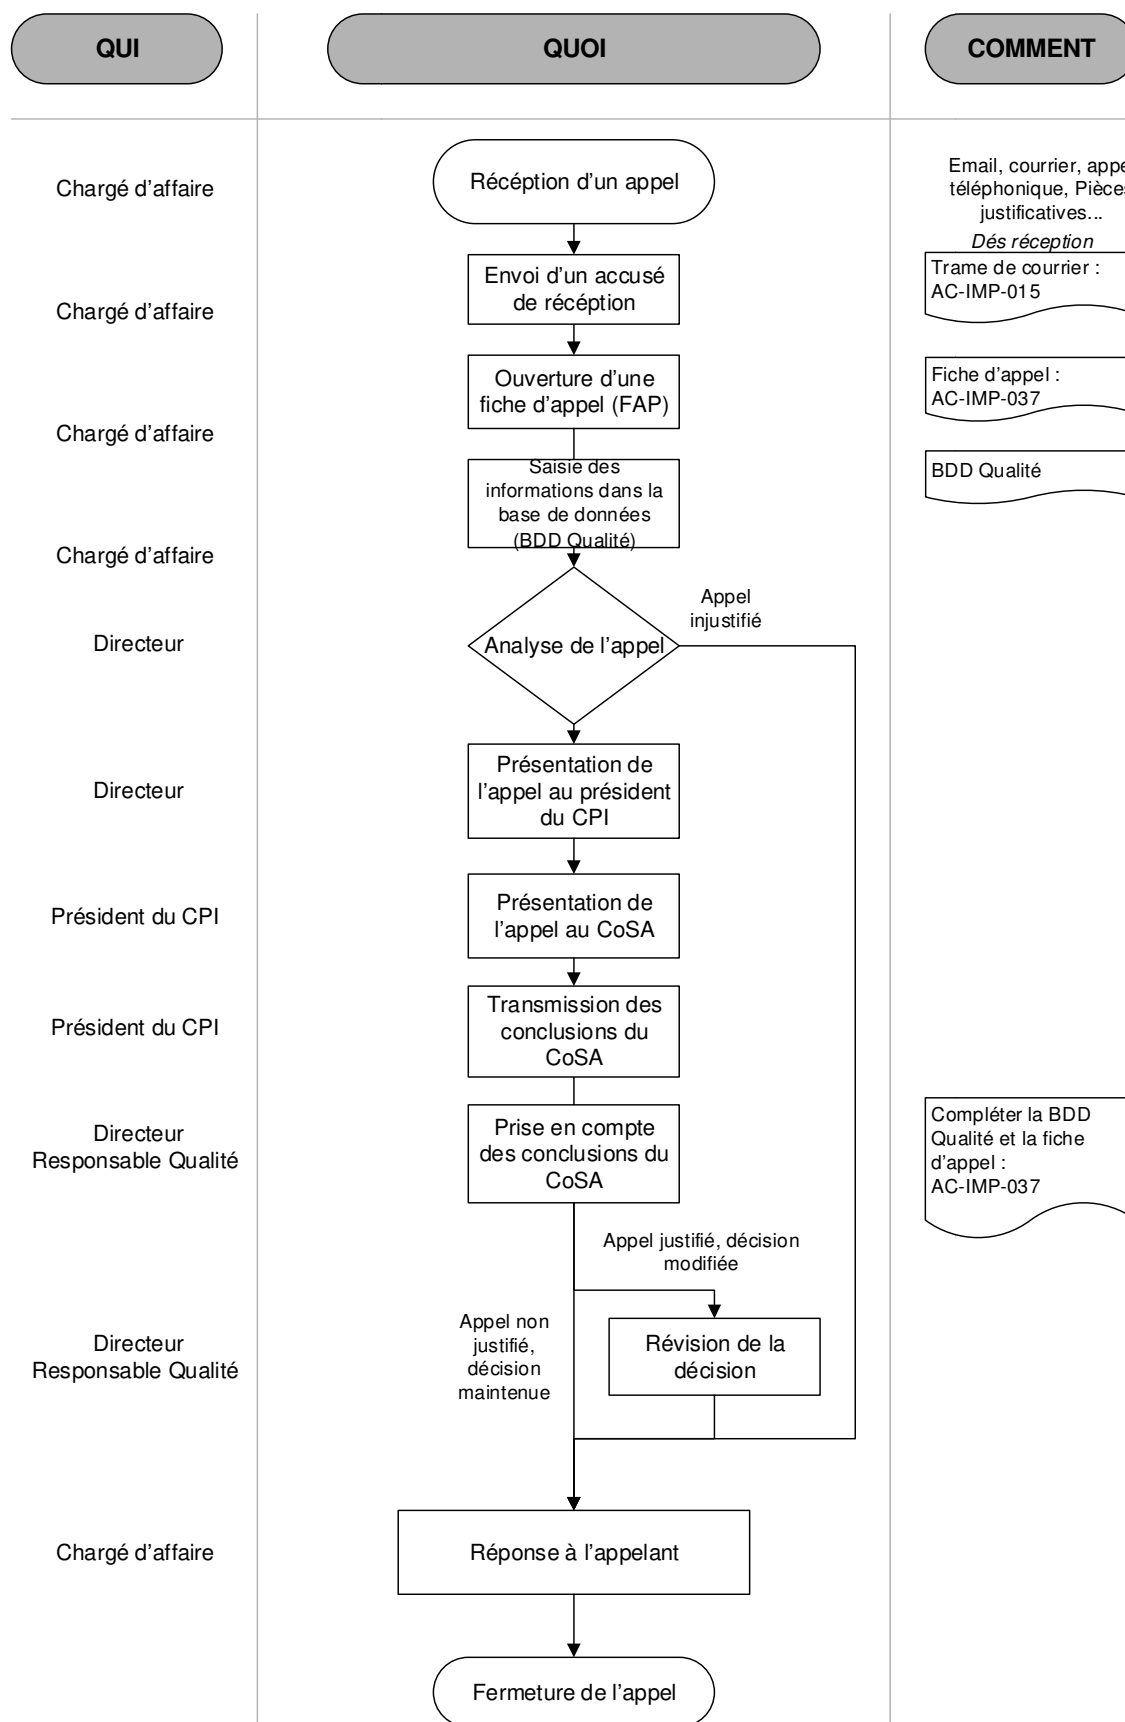 QUI
QUOI
COMMENT
Chargé d'affaire
Récéption d'un appel
Email, courrier, appe
téléphonique, Pièces
justificatives...
Dés réception
Chargé d'affaire
Envoi d'un accusé
de récéption
Trame de courrier :
AC-IMP-015
Chargé d'affaire
Ouverture d'une
fiche d'appel (FAP)
Fiche d'appel :
AC-IMP-037
Chargé d'affaire
Saisie des
informations dans la
base de données
(BDD Qualité)
BDD Qualité
Directeur
Analyse de l'appel
Appel
injustifié
Directeur
Présentation de
l'appel au président
du CPI
Président du CPI
Présentation de
l'appel au CoSA
Président du CPI
Transmission des
conclusions du
CoSA
Directeur
Responsable Qualité
Prise en compte
des conclusions du
CoSA
Compléter la BDD
Qualité et la fiche
d'appel :
AC-IMP-037
Appel justifié, décision
modifiée
Directeur
Responsable Qualité
Appel non
justifié,
décision
maintenue
Révision de la
décision
Chargé d'affaire
Réponse à l'appelant
Fermeture de l'appel